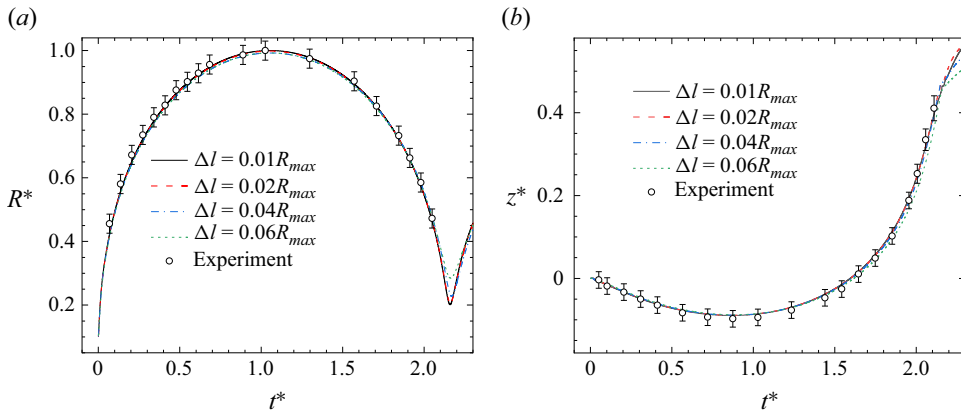 (a)
1.0
0.8
R*
0.6
0.4
0.2
Δl = 0.01R_max
Δl = 0.02R_max
Δl = 0.04R_max
Δl = 0.06R_max
Experiment
0 0.5 1.0 1.5 2.0
t*
(b)
0.4
z*
0.2
0
Δl = 0.01R_max
Δl = 0.02R_max
Δl = 0.04R_max
Δl = 0.06R_max
Experiment
0 0.5 1.0 1.5 2.0
t*